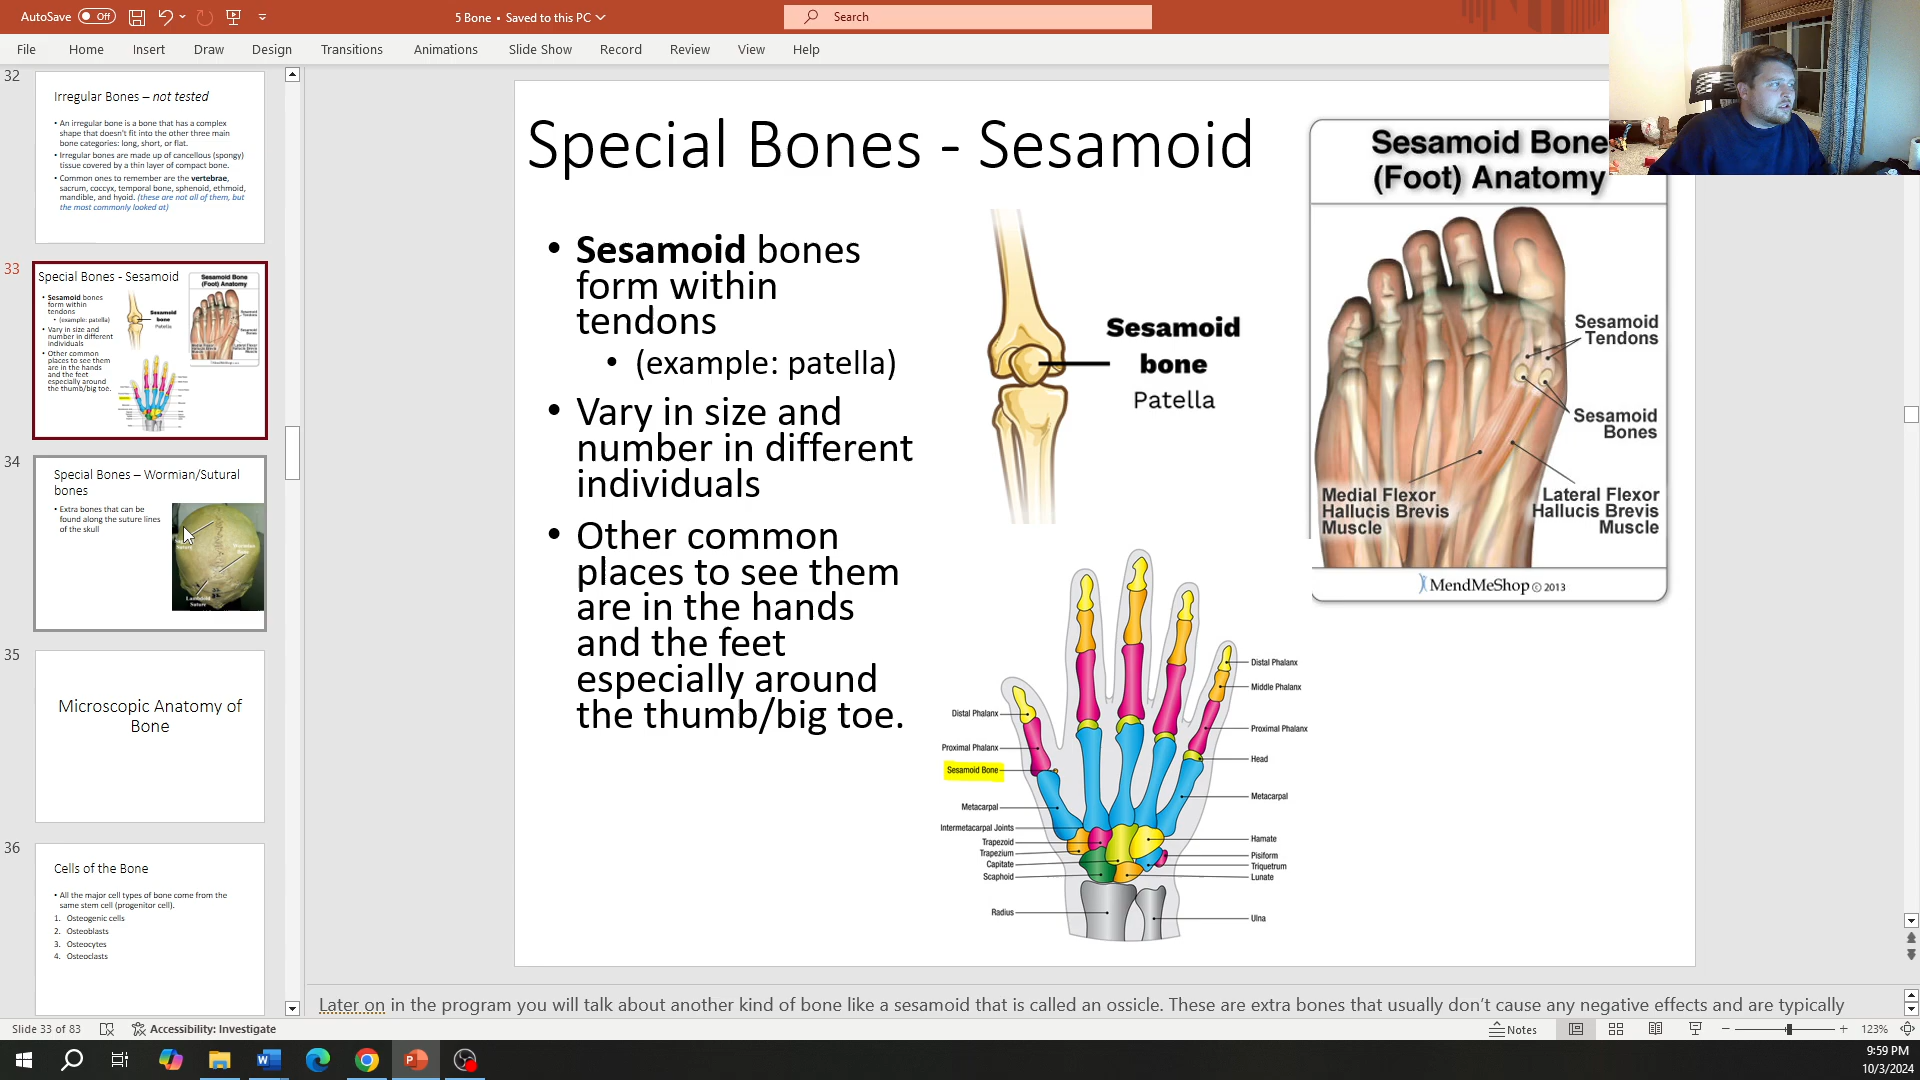 AutoSave Off
5 Bone • Saved to this PC
Search
File Home Insert Draw Design Transitions Animations Slide Show Record Review View Help
32
Irregular Bones – not tested
• An irregular bone is a bone that has a complex
shape that doesn't fit into the other three main
bone categories: long, short, or flat.
• Irregular bones are made up of cancellous (spongy)
tissue covered by a thin layer of compact bone.
• Common ones to remember are the vertebrae,
sacrum, coccyx, temporal bone, sphenoid, ethmoid,
mandible, and hyoid. (these are not all of them, but
the most commonly looked at)
33
Special Bones - Sesamoid
• Sesamoid bones
form within
tendons
• (example: patella)
• Vary in size and
number in different
individuals
• Other common
places to see them
are in the hands
and the feet
especially around
the thumb/big toe.
Sesamoid
bone
Patella
Sesamoid Bone
(Foot) Anatomy
34
Special Bones – Wormian/Sutural
bones
• Extra bones that can be
found along the suture lines
of the skull
Lambdoid
Suture
35
Microscopic Anatomy of
Bone
36
Cells of the Bone
• All the major cell types of bone come from the
same stem cell (progenitor cell).
1. Osteogenic cells
2. Osteoblasts
3. Osteocytes
4. Osteoclasts
Special Bones - Sesamoid
• Sesamoid bones
form within
tendons
• (example: patella)
• Vary in size and
number in different
individuals
• Other common
places to see them
are in the hands
and the feet
especially around
the thumb/big toe.
Sesamoid
bone
Patella
Sesamoid Bone
(Foot) Anatomy
Sesamoid
Tendons
Sesamoid
Bones
Medial Flexor
Hallucis Brevis
Muscle
Lateral Flexor
Hallucis Brevis
Muscle
MendMeShop © 2013
Distal Phalanx
Proximal Phalanx
Sesamoid Bone
Metacarpal
Intermetacarpal Joints
Trapezoid
Trapezium
Capitate
Scaphoid
Radius
Distal Phalanx
Middle Phalanx
Proximal Phalanx
Head
Metacarpal
Hamate
Pisiform
Triquetrum
Lunate
Ulna
Later on in the program you will talk about another kind of bone like a sesamoid that is called an ossicle. These are extra bones that usually don't cause any negative effects and are typically
Slide 33 of 83
Accessibility: Investigate
Notes
123%
9:59 PM
10/3/2024